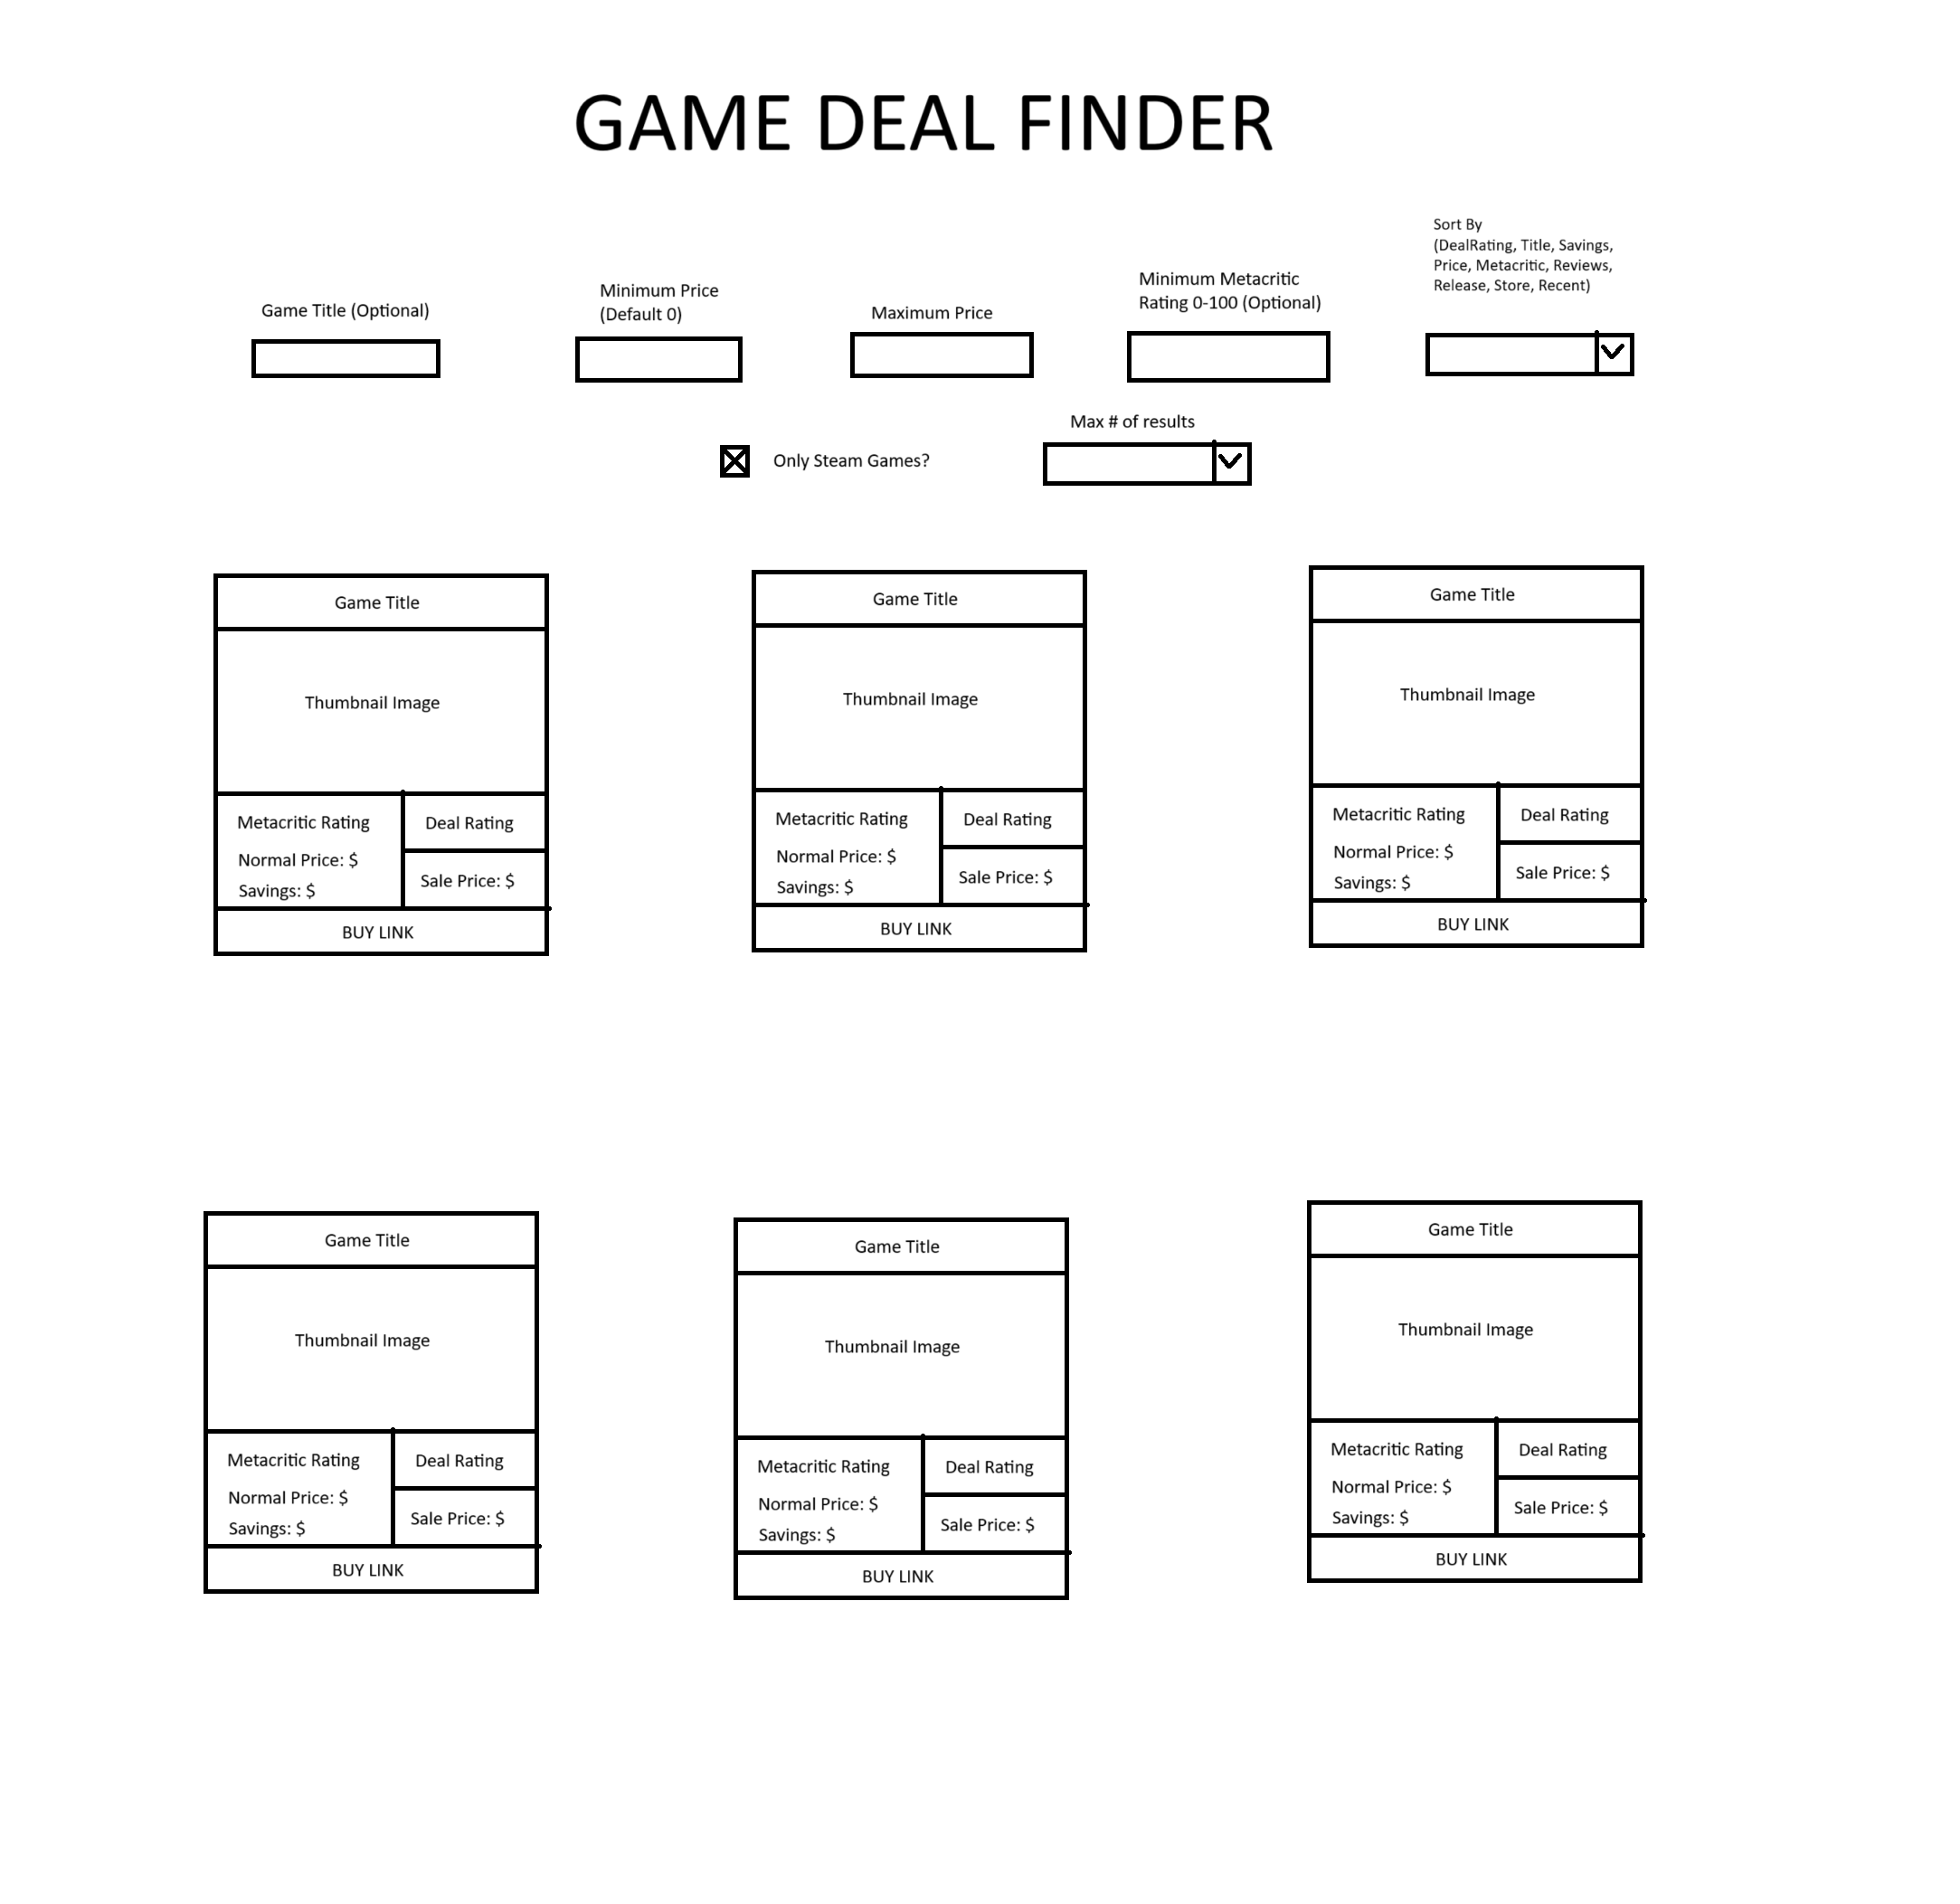 GAME DEAL FINDER
Game Title (Optional)
Minimum Price
(Default 0)
Maximum Price
Minimum Metacritic
Rating 0-100 (Optional)
Sort By
(DealRating, Title, Savings,
Price, Metacritic, Reviews,
Release, Store, Recent)
Only Steam Games?
Max # of results
Game Title
Thumbnail Image
Metacritic Rating
Normal Price: $
Savings: $
Deal Rating
Sale Price: $
BUY LINK
Game Title
Thumbnail Image
Metacritic Rating
Normal Price: $
Savings: $
Deal Rating
Sale Price: $
BUY LINK
Game Title
Thumbnail Image
Metacritic Rating
Normal Price: $
Savings: $
Deal Rating
Sale Price: $
BUY LINK
Game Title
Thumbnail Image
Metacritic Rating
Normal Price: $
Savings: $
Deal Rating
Sale Price: $
BUY LINK
Game Title
Thumbnail Image
Metacritic Rating
Normal Price: $
Savings: $
Deal Rating
Sale Price: $
BUY LINK
Game Title
Thumbnail Image
Metacritic Rating
Normal Price: $
Savings: $
Deal Rating
Sale Price: $
BUY LINK